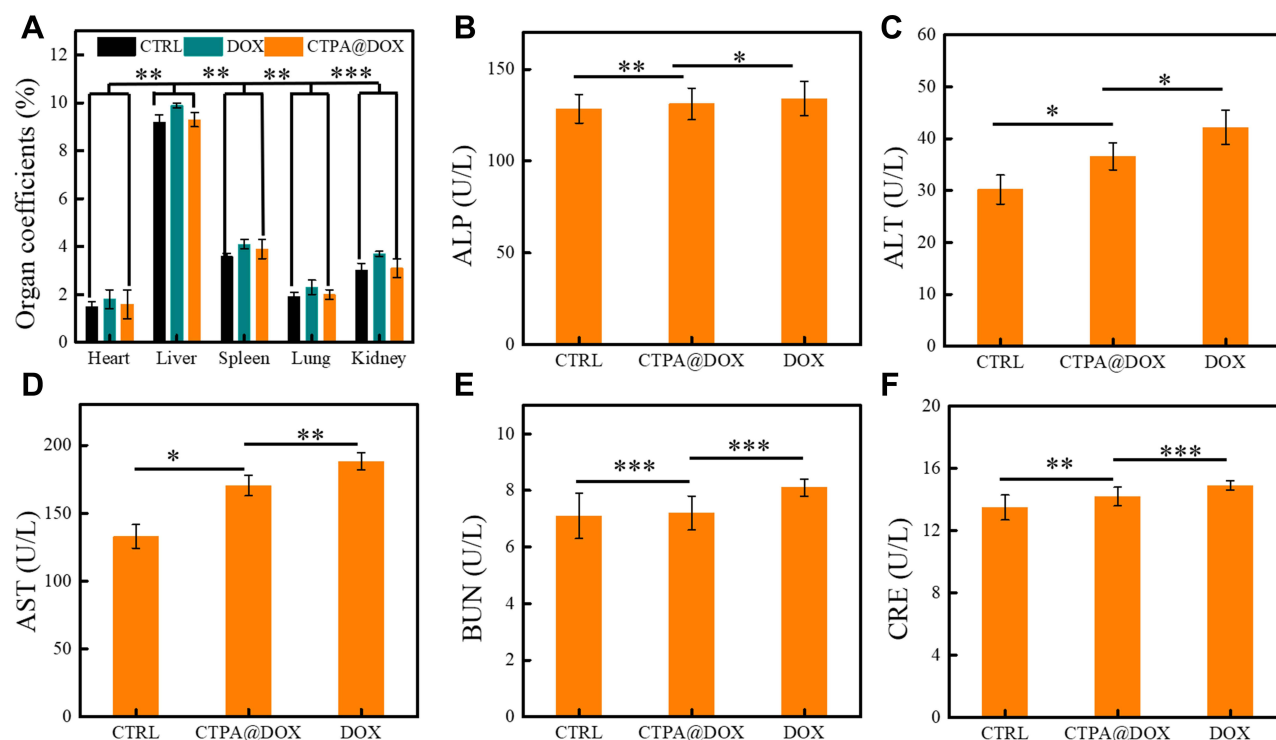 A
CTRL DOX CTPA@DOX
** ** ** ***
Organ coefficients (%)
12
10
8
6
4
2
0
Heart Liver Spleen Lung Kidney
B
** *
ALP (U/L)
150
100
50
0
CTRL CTPA@DOX DOX
C
* *
ALT (U/L)
60
50
40
30
20
10
0
CTRL CTPA@DOX DOX
D
* **
AST (U/L)
200
150
100
50
0
CTRL CTPA@DOX DOX
E
*** ***
BUN (U/L)
10
8
6
4
2
0
CTRL CTPA@DOX DOX
F
** ***
CRE (U/L)
20
16
12
8
4
0
CTRL CTPA@DOX DOX